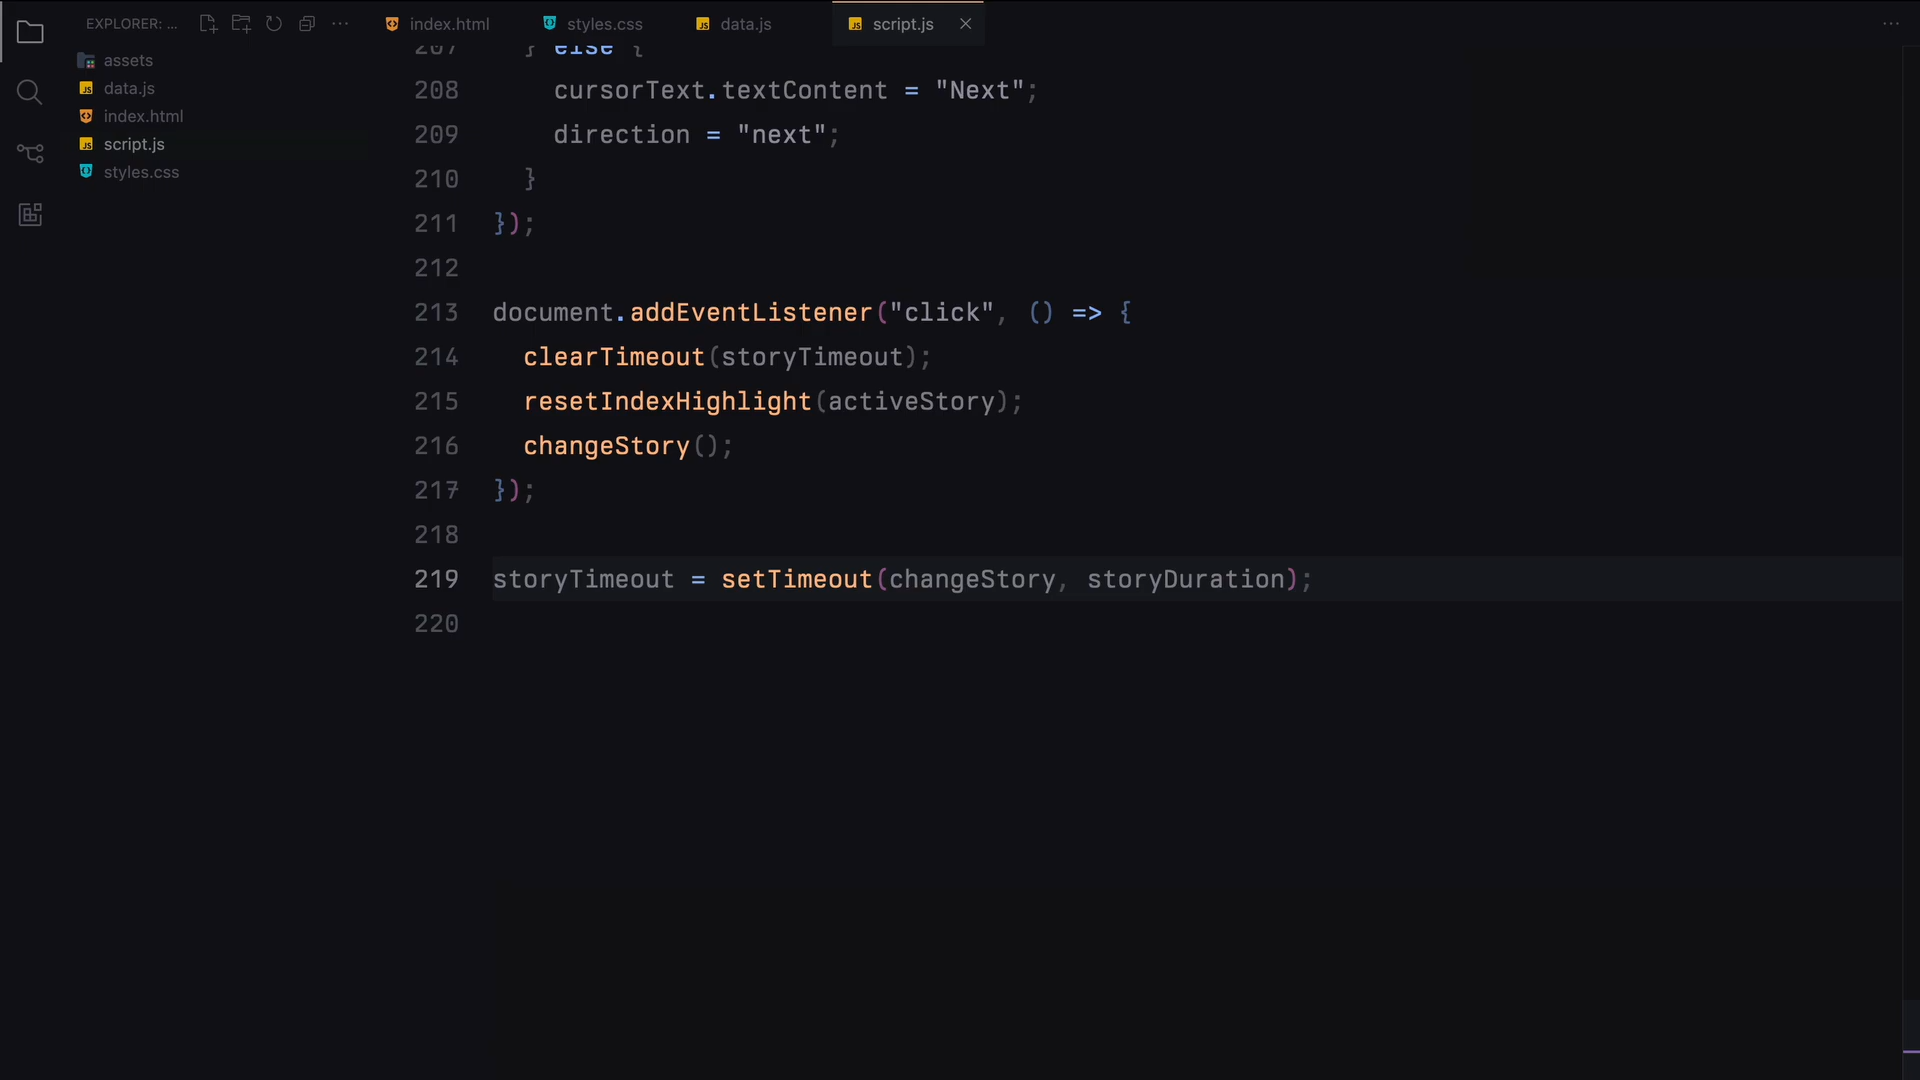 EXPLORER: ...
index.html
styles.css
data.js
script.js
assets
data.js
index.html
script.js
styles.css
207 } else {
208 cursorText.textContent = "Next";
209 direction = "next";
210 }
211 });
212
213 document.addEventListener("click", () => {
214 clearTimeout(storyTimeout);
215 resetIndexHighlight(activeStory);
216 changeStory();
217 });
218
219 storyTimeout = setTimeout(changeStory, storyDuration);
220